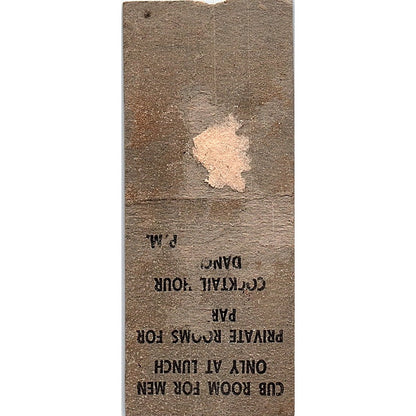 CUB ROOM FOR MEN
ONLY AT LUNCH
PRIVATE ROOMS FOR
PAR
COCKTAIL HOUR
DANC
P.M.